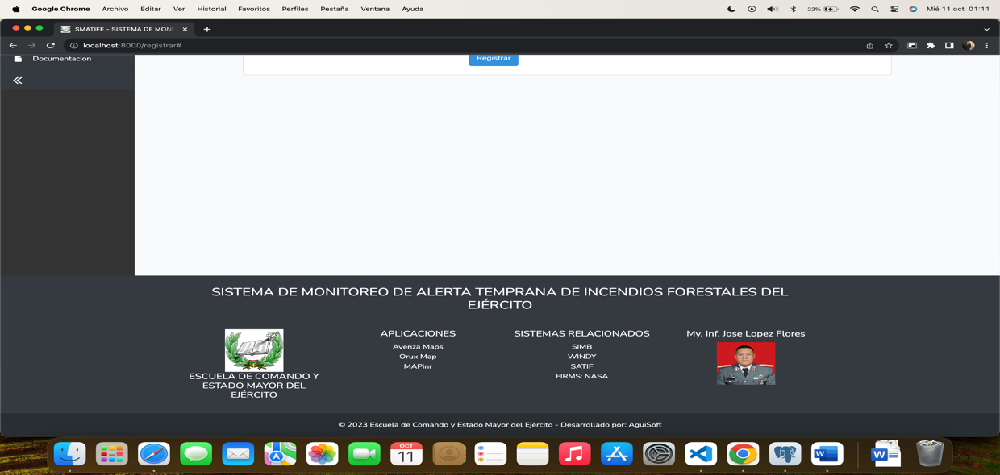 Google Chrome Archivo Editar Ver Historial Favoritos Perfiles Pestaña Ventana Ayuda 22% Mié 11 oct 01:11
SMATIFE - SISTEMA DE MONI
localhost:8000/registrar#
Documentacion
Registrar
SISTEMA DE MONITOREO DE ALERTA TEMPRANA DE INCENDIOS FORESTALES DEL
EJÉRCITO
ESCUELA DE COMANDO Y
ESTADO MAYOR DEL
EJÉRCITO
APLICACIONES
Avenza Maps
Orux Map
MAPinr
SISTEMAS RELACIONADOS
SIMB
WINDY
SATIF
FIRMS: NASA
My. Inf. Jose Lopez Flores
© 2023 Escuela de Comando y Estado Mayor del Ejército - Desarrollado por: AguiSoft
OCT
11
W
W